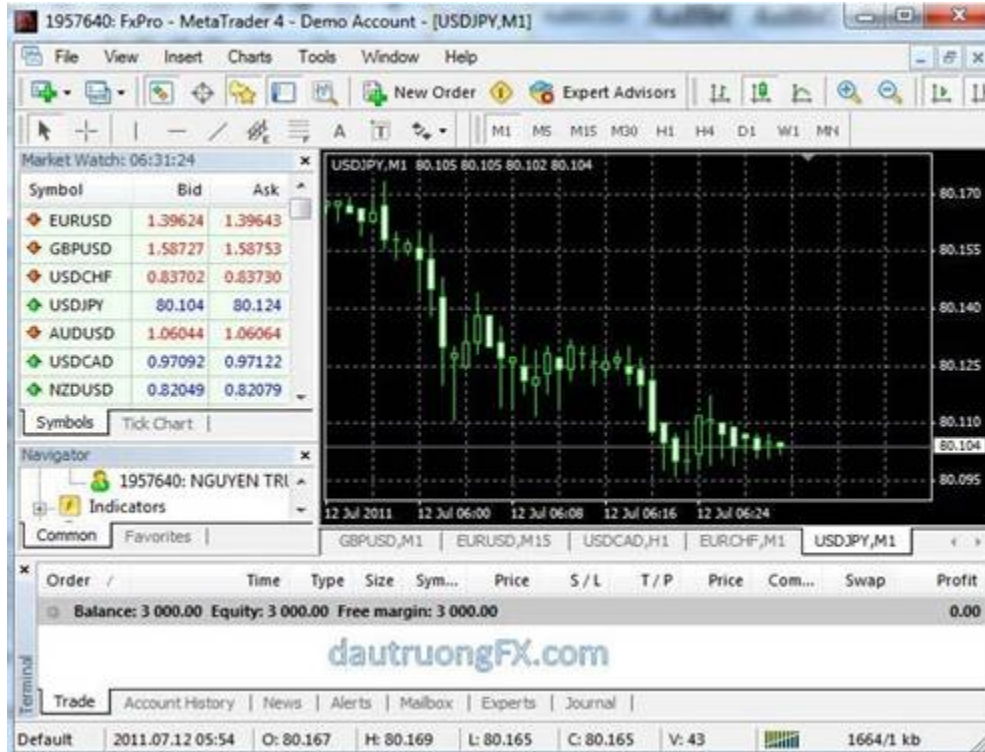 1957640: FxPro - MetaTrader 4 - Demo Account - [USDJPY,M1]
File View Insert Charts Tools Window Help
New Order Expert Advisors
A T M1 M5 M15 M30 H1 H4 D1 W1 MN
Market Watch: 06:31:24
Symbol Bid Ask
EURUSD 1.39624 1.39643
GBPUSD 1.58727 1.58753
USDCHF 0.83702 0.83730
USDJPY 80.104 80.124
AUDUSD 1.06044 1.06064
USDCAD 0.97092 0.97122
NZDUSD 0.82049 0.82079
Symbols Tick Chart
USDJPY,M1 80.105 80.105 80.102 80.104
80.170
80.155
80.140
80.125
80.110
80.104
80.095
12 Jul 2011 12 Jul 06:00 12 Jul 06:08 12 Jul 06:16 12 Jul 06:24
Navigator
1957640: NGUYEN TRU
Indicators
Common Favorites
GBPUSD,M1 EURUSD,M15 USDCAD,H1 EURCHF,M1 USDJPY,M1
Order / Time Type Size Sym... Price S / L T / P Price Com... Swap Profit
Balance: 3 000.00 Equity: 3 000.00 Free margin: 3 000.00 0.00
dautruongFX.com
Terminal
Trade Account History News Alerts Mailbox Experts Journal
Default 2011.07.12 05:54 O: 80.167 H: 80.169 L: 80.165 C: 80.165 V: 43 1664/1 kb